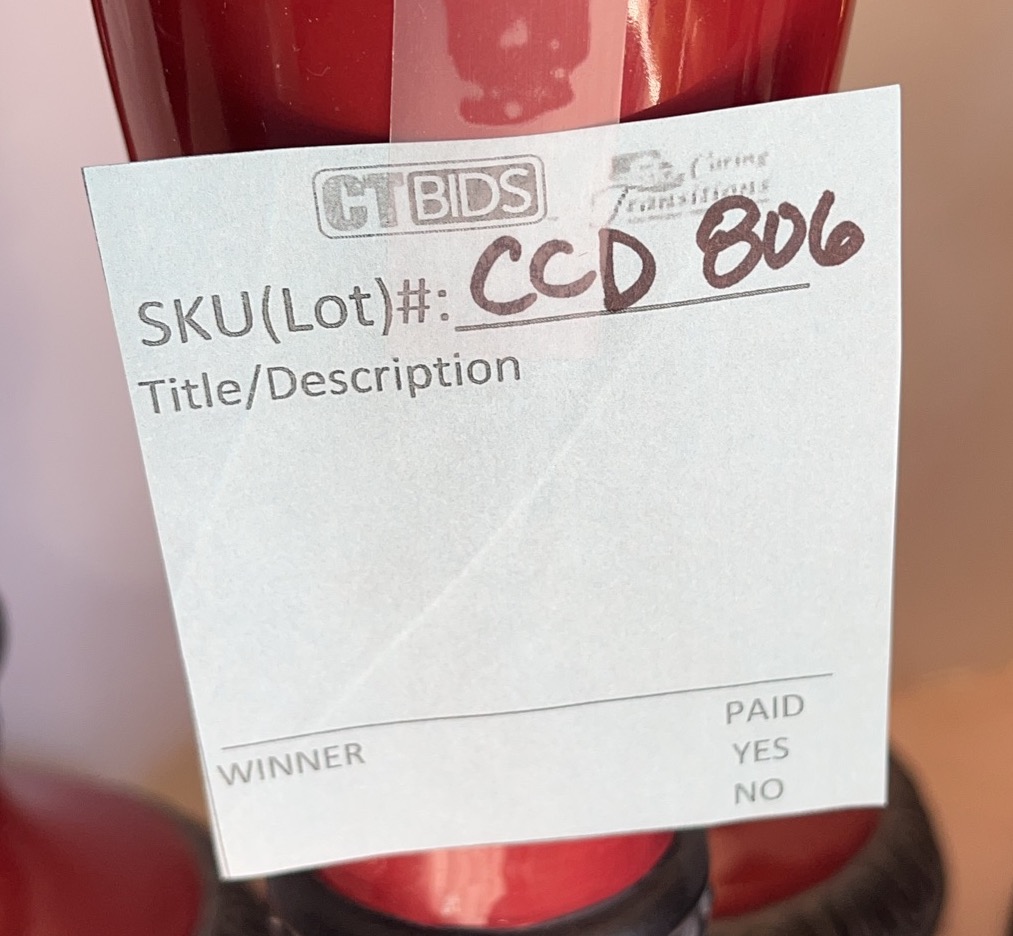 CTBIDS
Caring
Transitions
SKU(Lot)#: CCD 806
Title/Description
WINNER
PAID
YES
NO